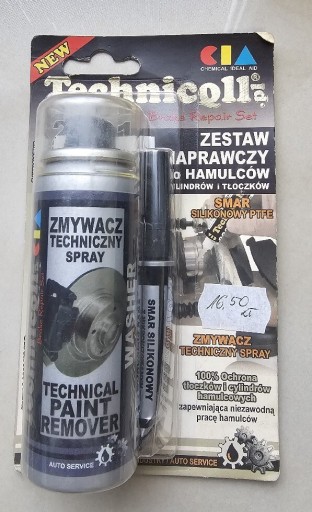 NEW
CIA
CHEMICAL IDEAL AID
Technicqll
Brake Repair Set
ZESTAW
NAPRAWCZY
DO HAMULCÓW
CYLINDRÓW i TŁOCZKÓW
SMAR
SILIKONOWY PTFE
16,50
zł
ZMYWACZ
TECHNICZNY SPRAY
100% Ochrona
tłoczków i cylindrów
hamulcowych
zapewniająca niezawodną
pracę hamulców
AUTO SERVICE
CIA
ZMYWACZ
TECHNICZNY
SPRAY
WASHER
TECHNICAL
PAINT
REMOVER
AUTO SERVICE
SMAR SILIKONOWY